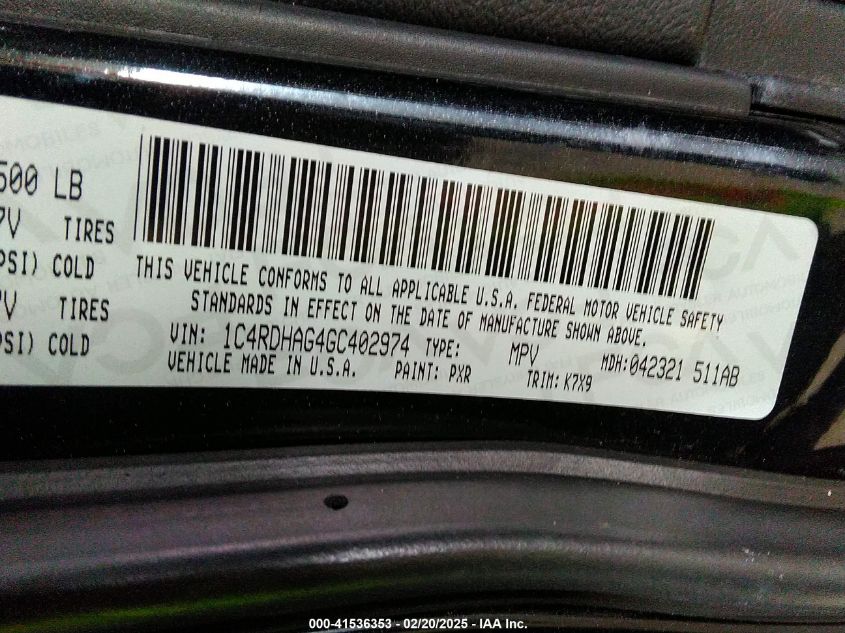 500 LB
7V TIRES
PSI) COLD
7V TIRES
PSI) COLD
THIS VEHICLE CONFORMS TO ALL APPLICABLE U.S.A. FEDERAL MOTOR VEHICLE SAFETY
STANDARDS IN EFFECT ON THE DATE OF MANUFACTURE SHOWN ABOVE.
VIN: 1C4RDHAG4GC402974 TYPE: MPV MDH:042321 511AB
VEHICLE MADE IN U.S.A. PAINT: PXR TRIM: K7X9
000-41536353 — 02/20/2025 — IAA Inc.